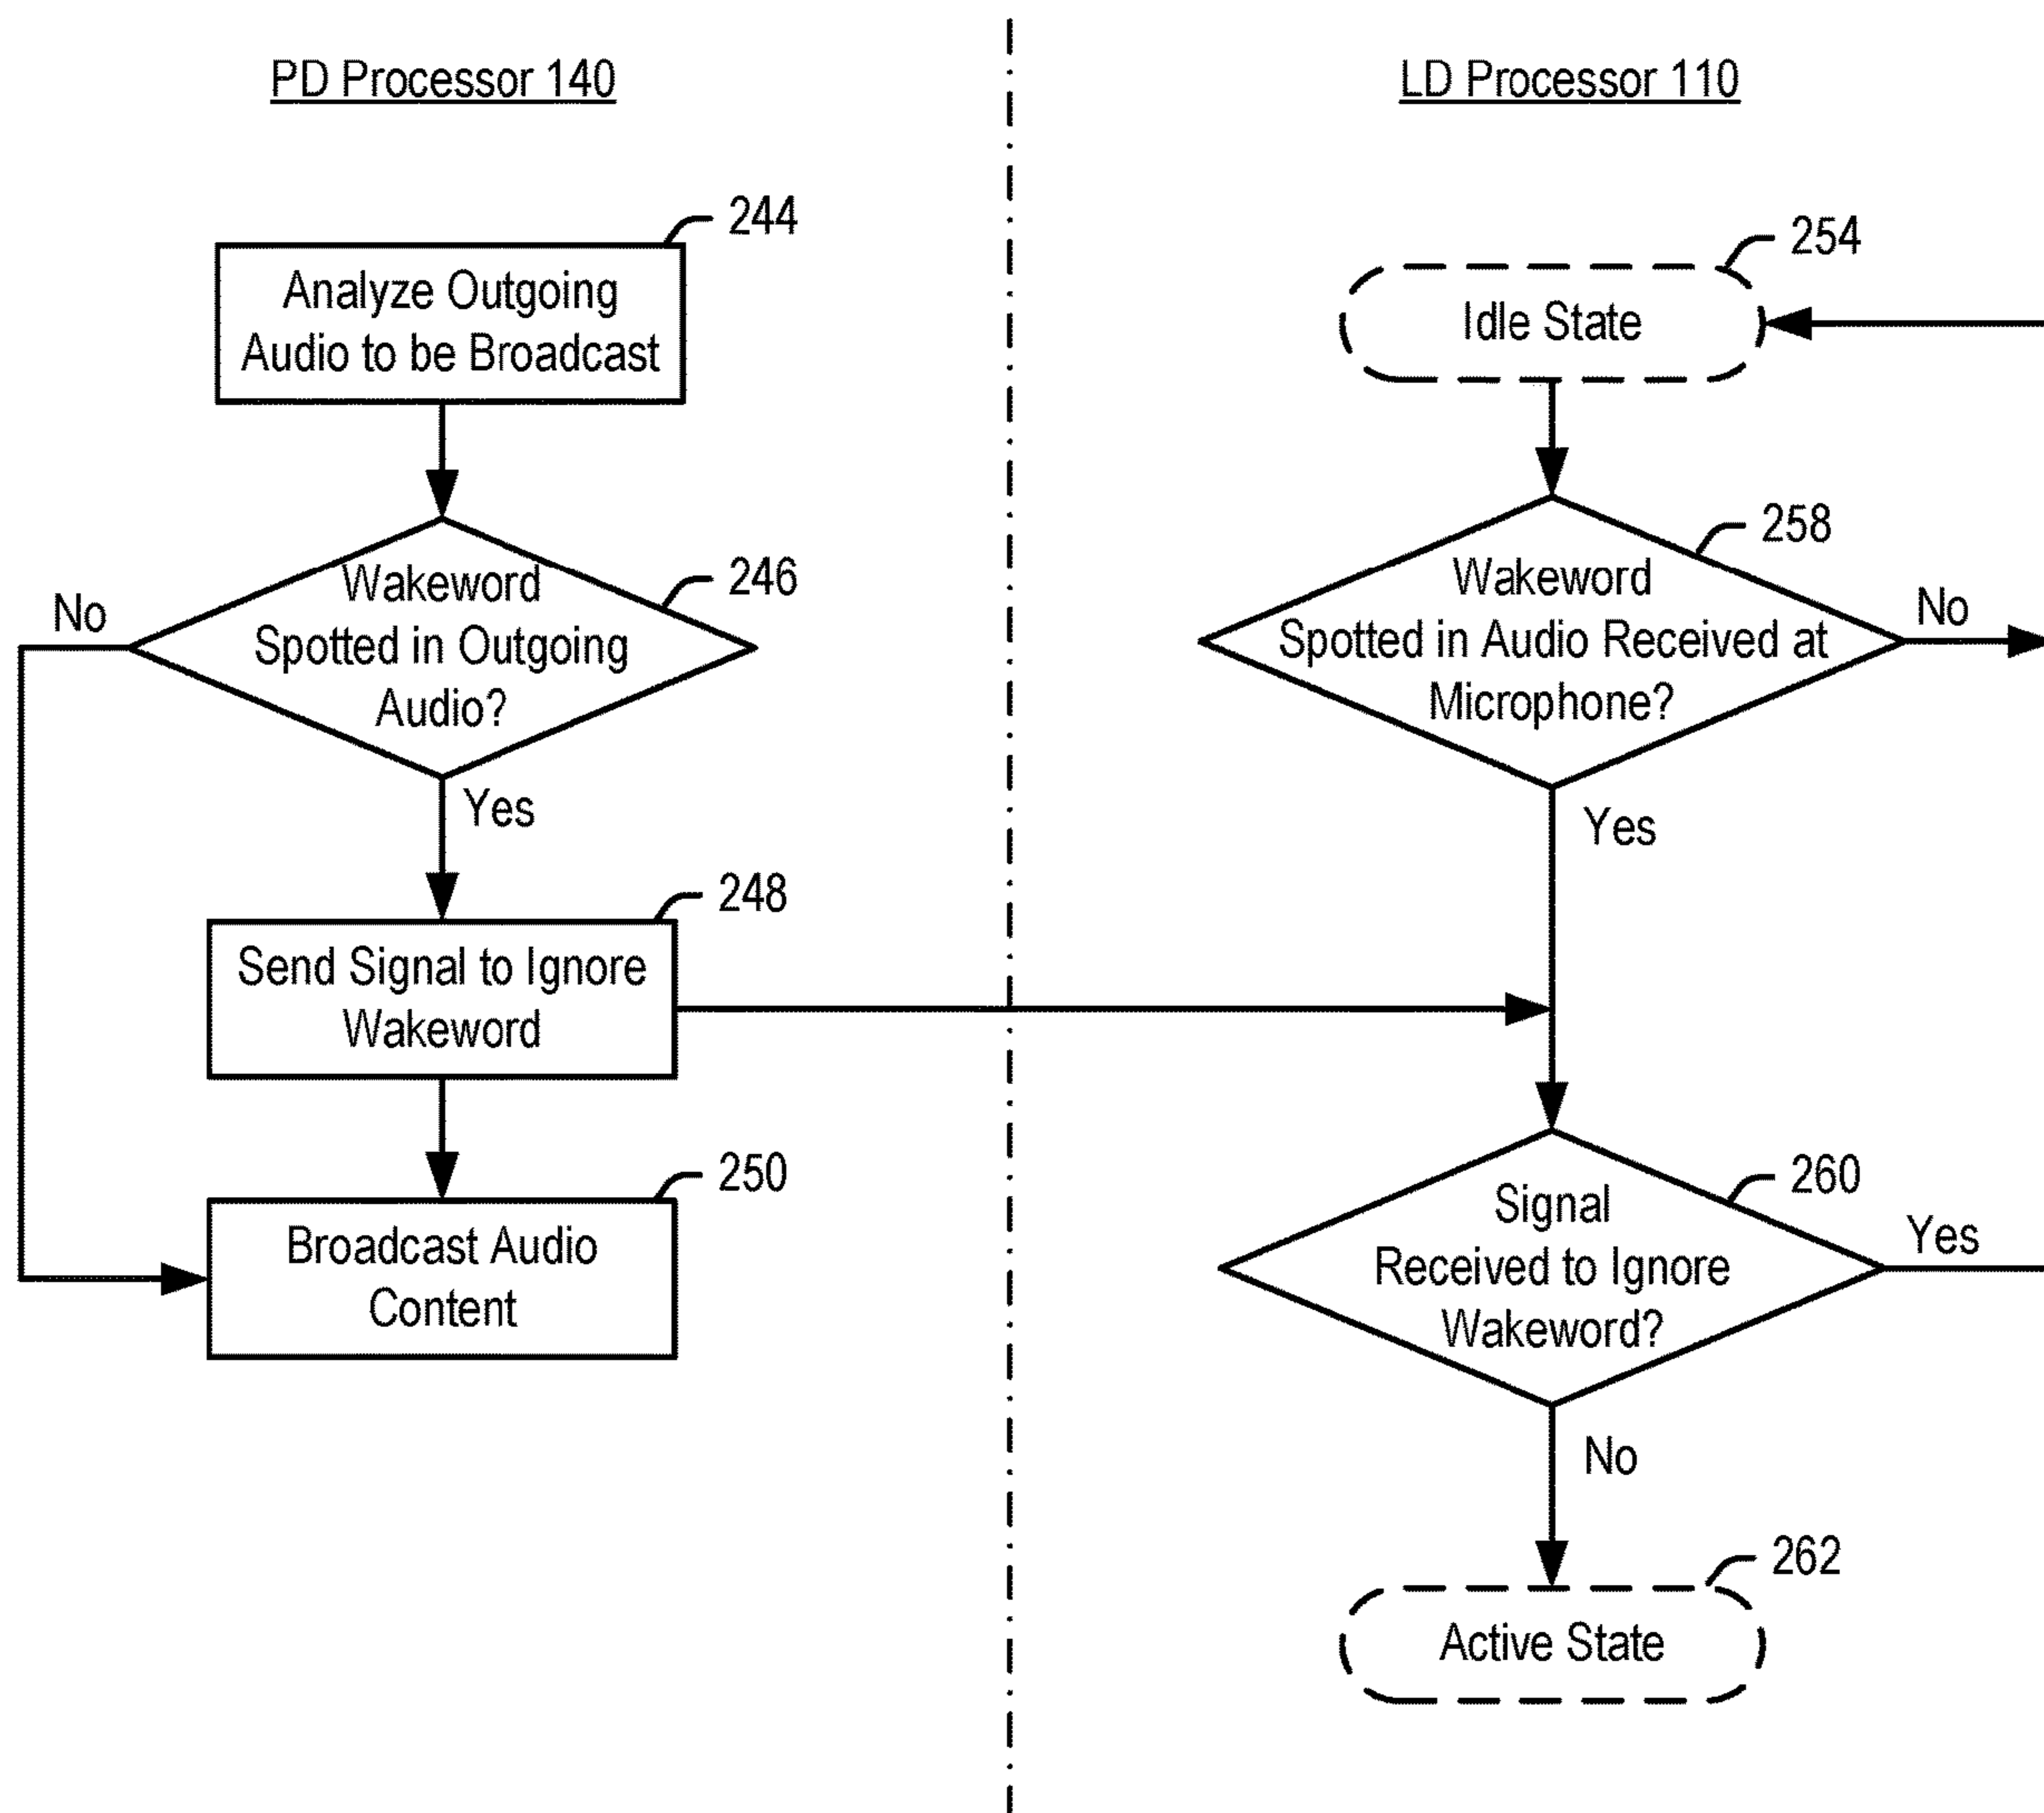 PD Processor 140
244
Analyze Outgoing
Audio to be Broadcast
246
Wakeword
Spotted in Outgoing
Audio?
No
Yes
248
Send Signal to Ignore
Wakeword
250
Broadcast Audio
Content
LD Processor 110
254
Idle State
258
Wakeword
Spotted in Audio Received at
Microphone?
No
Yes
260
Signal
Received to Ignore
Wakeword?
Yes
No
262
Active State